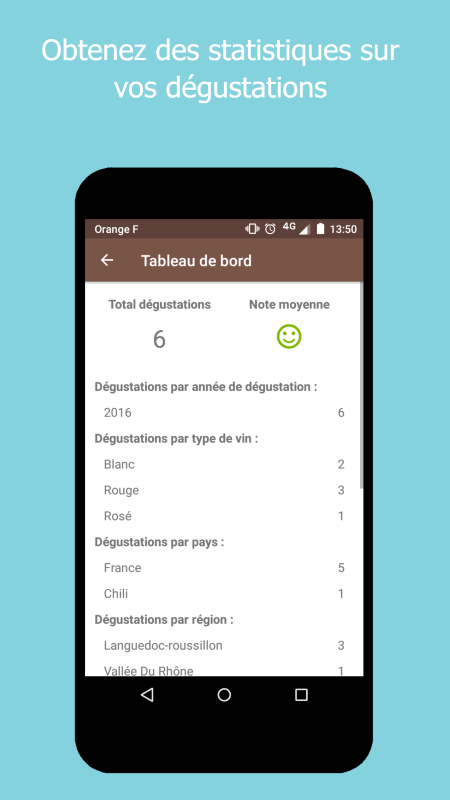 Obtenez des statistiques sur
vos dégustations
Orange F 4G 13:50
Tableau de bord
Total dégustations Note moyenne
6
Dégustations par année de dégustation :
2016 6
Dégustations par type de vin :
Blanc 2
Rouge 3
Rosé 1
Dégustations par pays :
France 5
Chili 1
Dégustations par région :
Languedoc-roussillon 3
Vallée Du Rhône 1